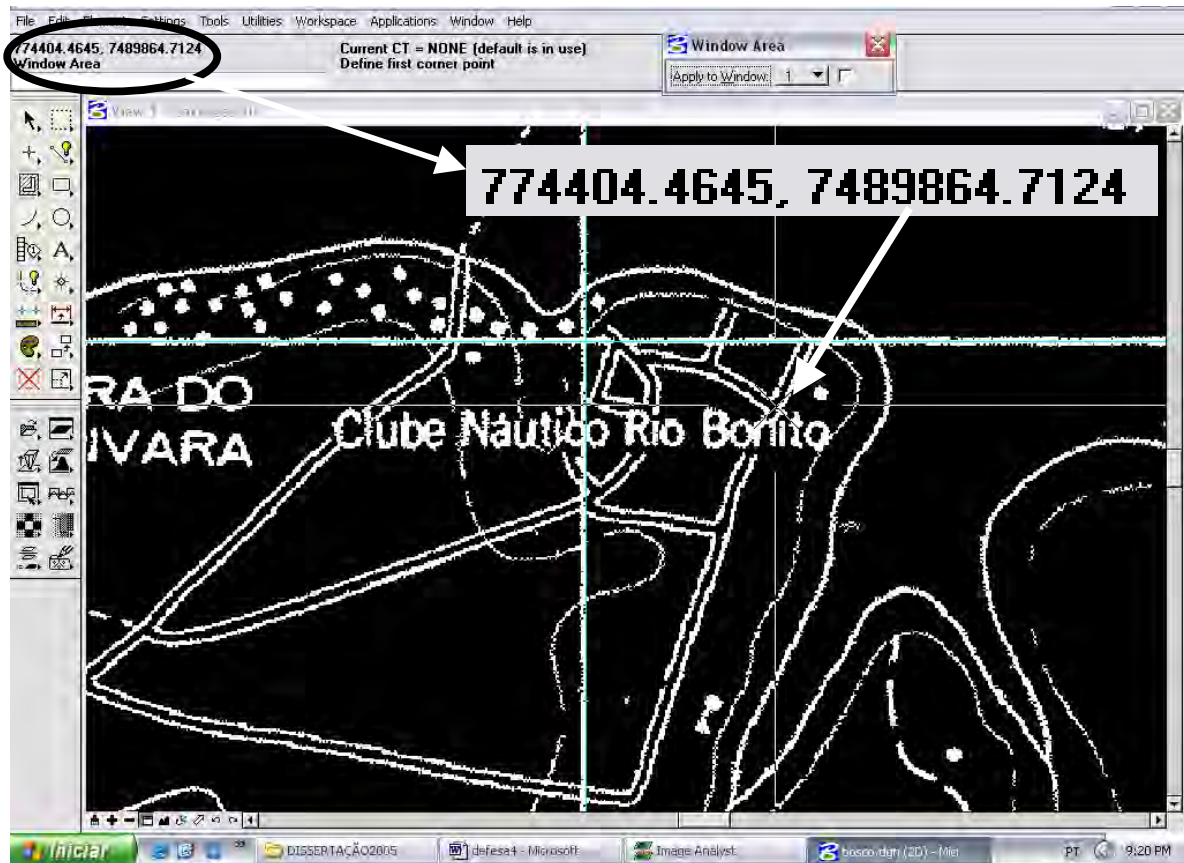 File Edit Settings Tools Utilities Workspace Applications Window Help
774404.4645, 7489864.7124
Window Area
Current CT = NONE (default is in use)
Define first corner point
Window Area
Apply to Window: 1
View 1
774404.4645, 7489864.7124
RA DO
IVARA
Clube Náutico Rio Bonito
Iniciar
DISSERTAÇÃO2005
defesa4 - Microsoft
Image Analyst
bosco.dgn (2D) - Mic
PT
9:20 PM